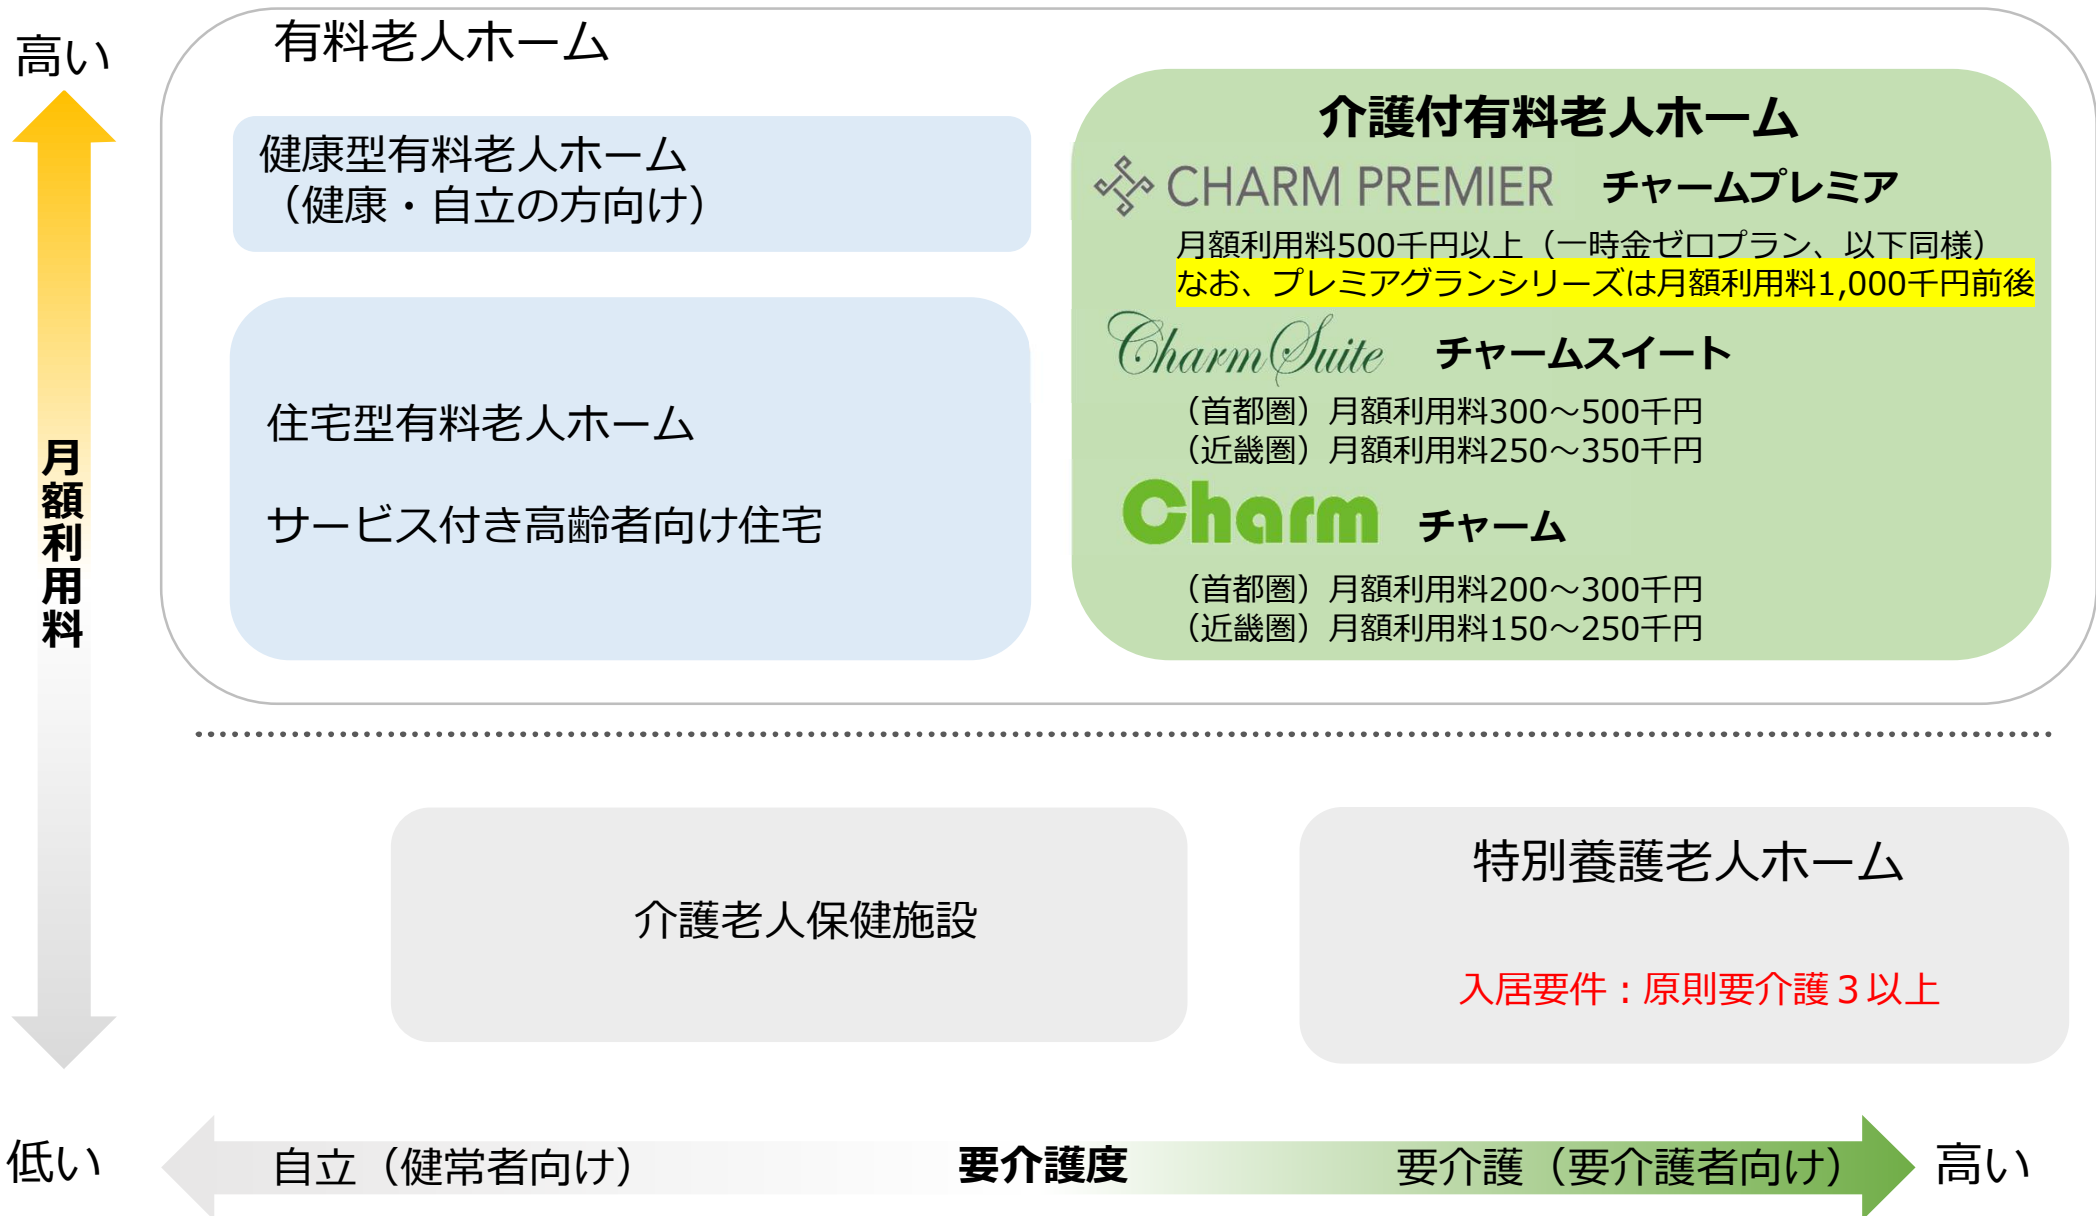 高い
月額利用料
低い
有料老人ホーム
健康型有料老人ホーム
（健康・自立の方向け）
住宅型有料老人ホーム
サービス付き高齢者向け住宅
介護付有料老人ホーム
CHARM PREMIER チャームプレミア
月額利用料500千円以上（一時金ゼロプラン、以下同様）
なお、プレミアグランシリーズは月額利用料1,000千円前後
Charm Suite チャームスイート
（首都圏）月額利用料300～500千円
（近畿圏）月額利用料250～350千円
Charm チャーム
（首都圏）月額利用料200～300千円
（近畿圏）月額利用料150～250千円
介護老人保健施設
特別養護老人ホーム
入居要件：原則要介護３以上
自立（健常者向け） 要介護度 要介護（要介護者向け） 高い